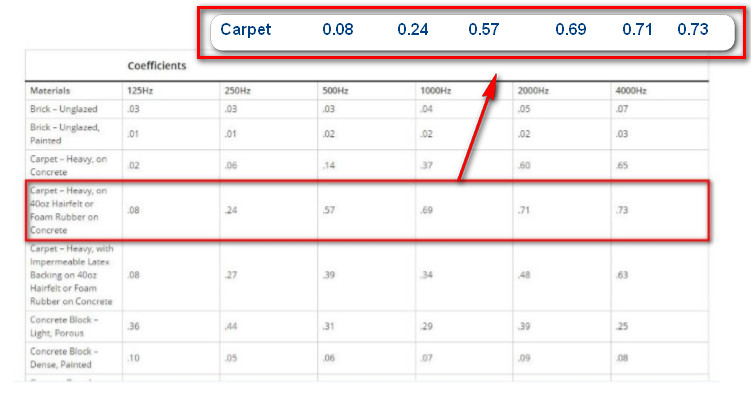 Carpet 0.08 0.24 0.57 0.69 0.71 0.73
Coefficients
Materials 125Hz 250Hz 500Hz 1000Hz 2000Hz 4000Hz
Brick – Unglazed .03 .03 .03 .04 .05 .07
Brick – Unglazed,
Painted .01 .01 .02 .02 .02 .03
Carpet – Heavy, on
Concrete .02 .06 .14 .37 .60 .65
Carpet – Heavy, on
40oz Hairfelt or
Foam Rubber on
Concrete .08 .24 .57 .69 .71 .73
Carpet – Heavy, with
Impermeable Latex
Backing on 40oz
Hairfelt or Foam
Rubber on Concrete .08 .27 .39 .34 .48 .63
Concrete Block –
Light, Porous .36 .44 .31 .29 .39 .25
Concrete Block –
Dense, Painted .10 .05 .06 .07 .09 .08